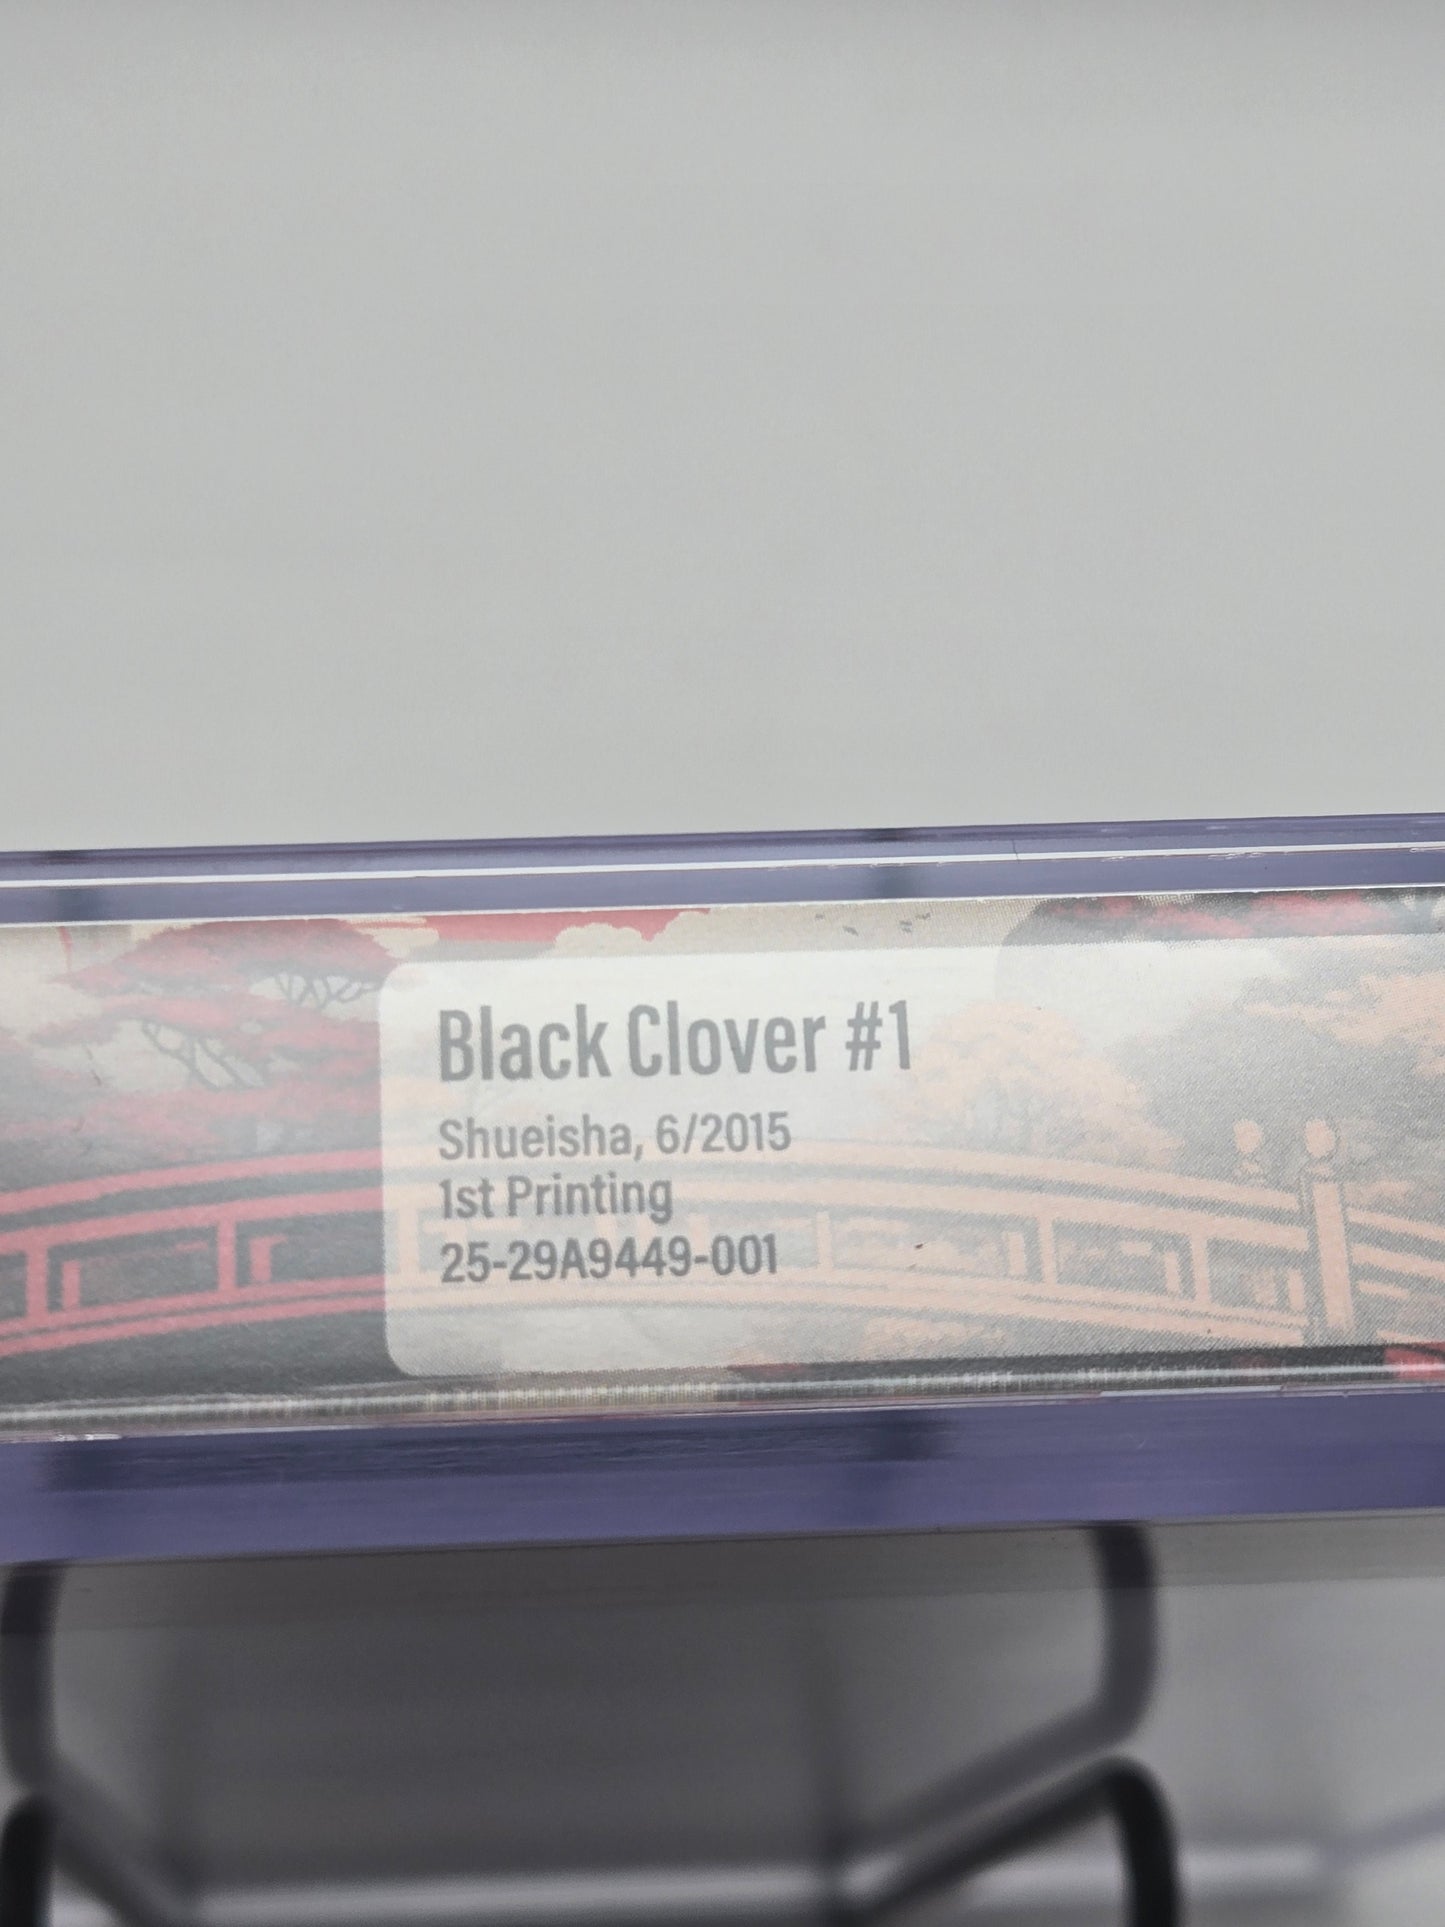 Black Clover #1
Shueisha, 6/2015
1st Printing
25-29A9449-001